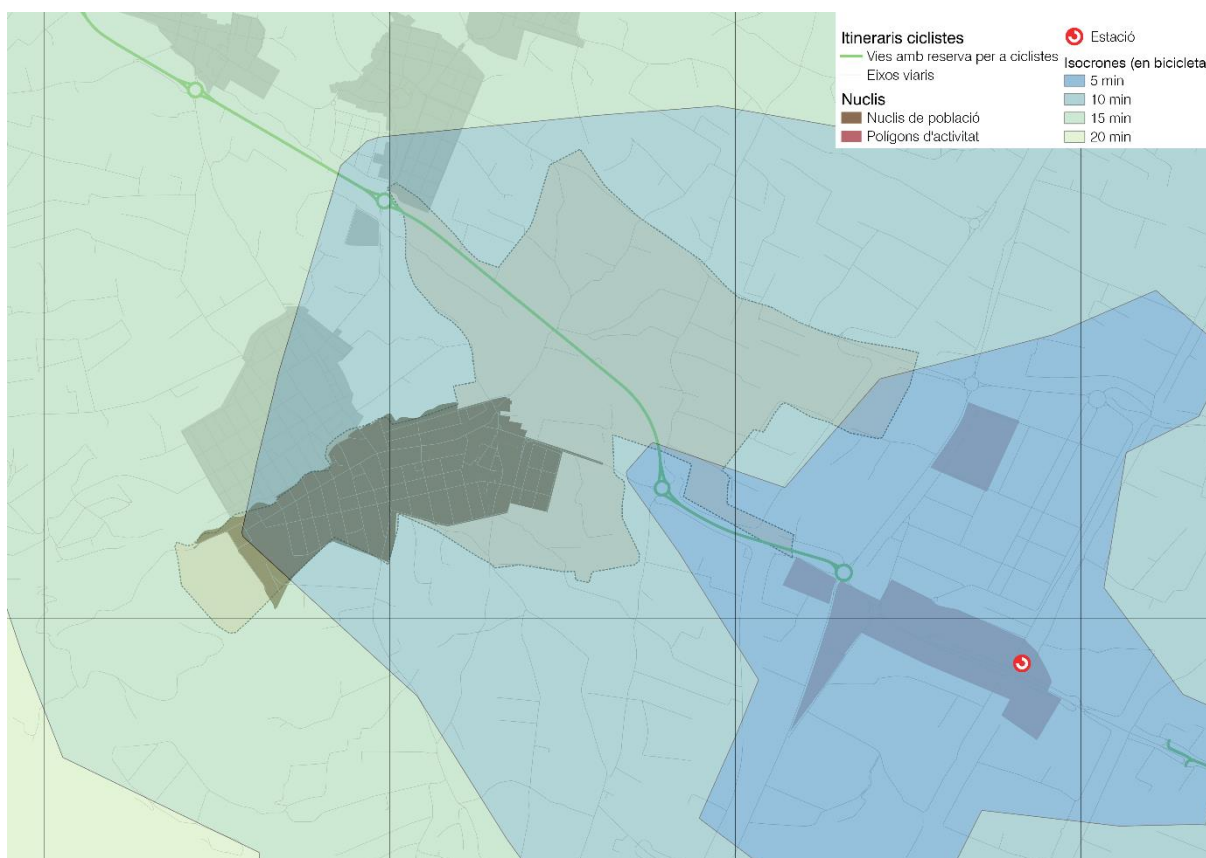 Itineraris ciclistes
Vies amb reserva per a ciclistes
Eixos viaris
Nuclis
Nuclis de població
Polígons d'activitat
Estació
Isocrones (en bicicleta
5 min
10 min
15 min
20 min